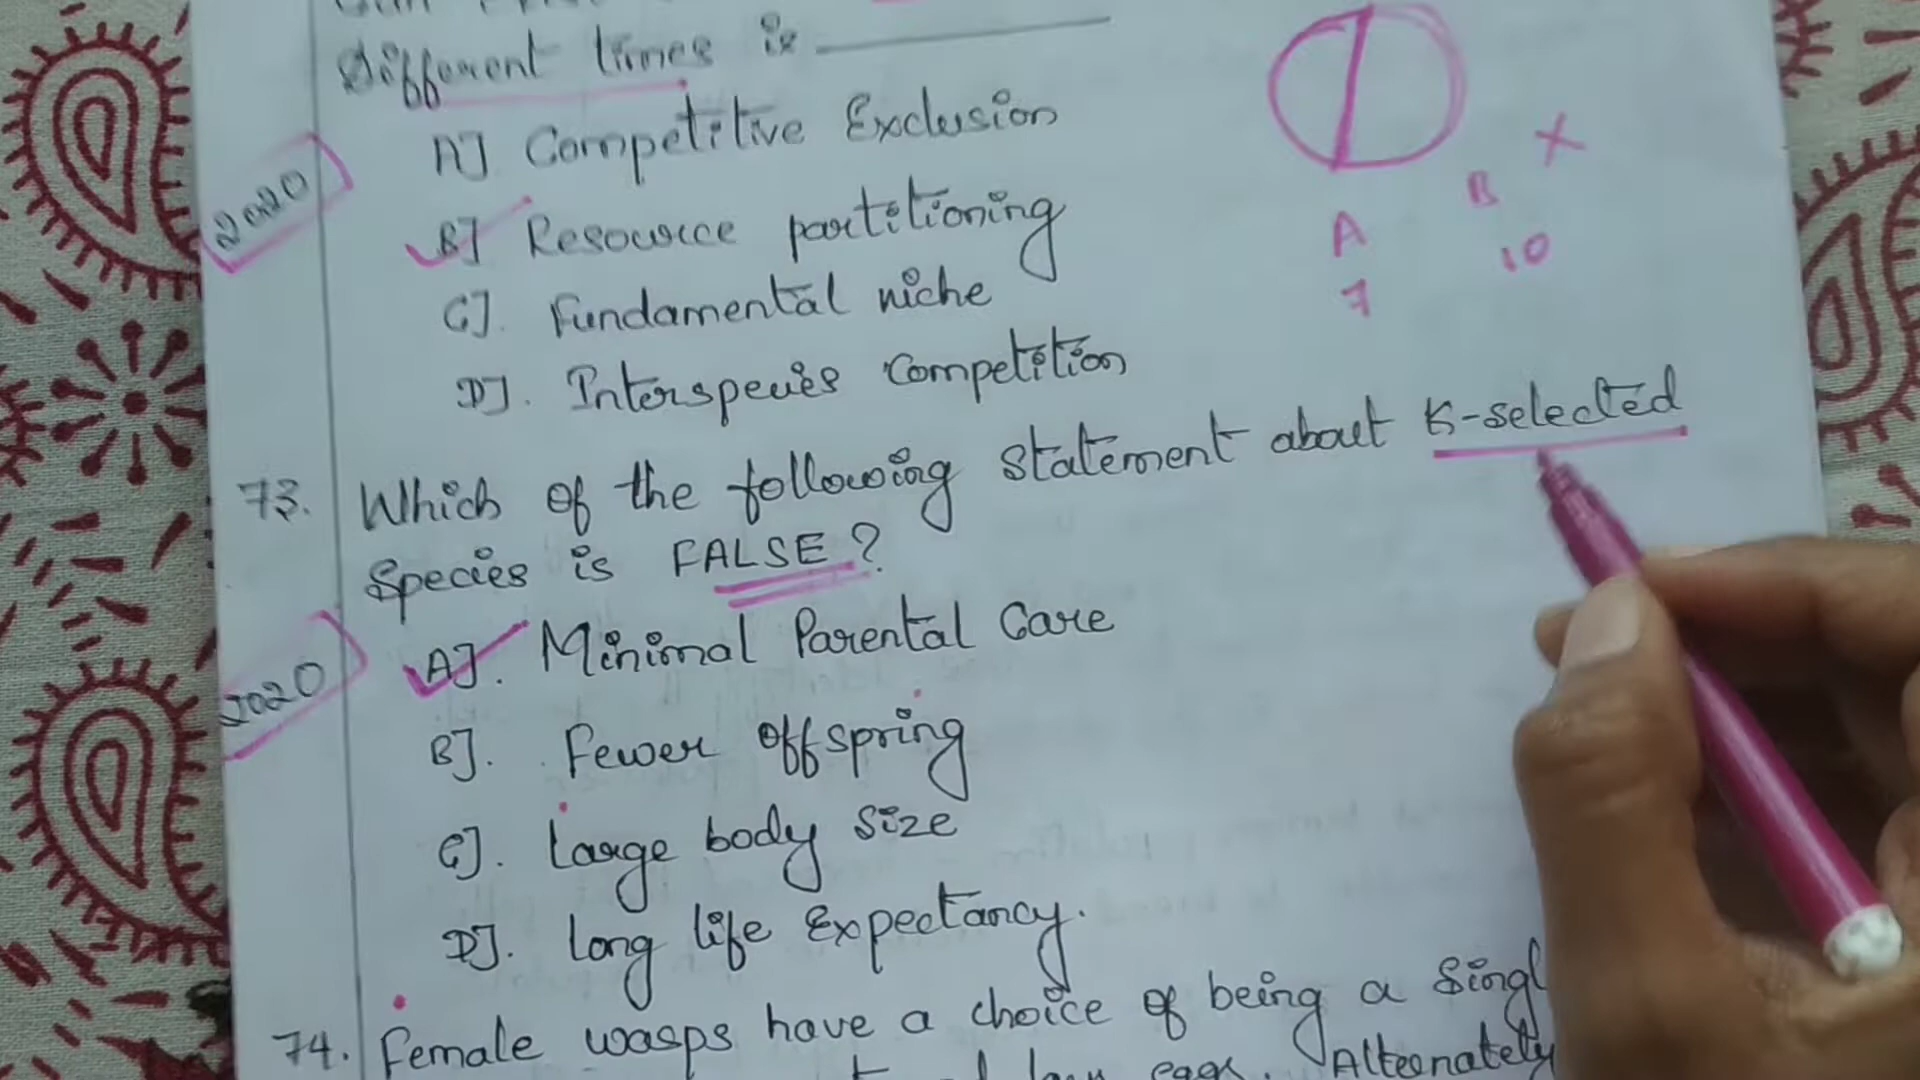 Different times is
A] Competitive Exclusion
2020
B] Resource partitioning
C]. Fundamental niche
D]. Interspecies Competition
B X
A 10
7
73. Which of the following statement about K-selected
Species is FALSE?
2020
A]. Minimal Parental Care
B]. Fewer offspring
C]. Large body size
D]. long life Expectancy.
74. Female wasps have a choice of being a Singl
eggs. Alternately